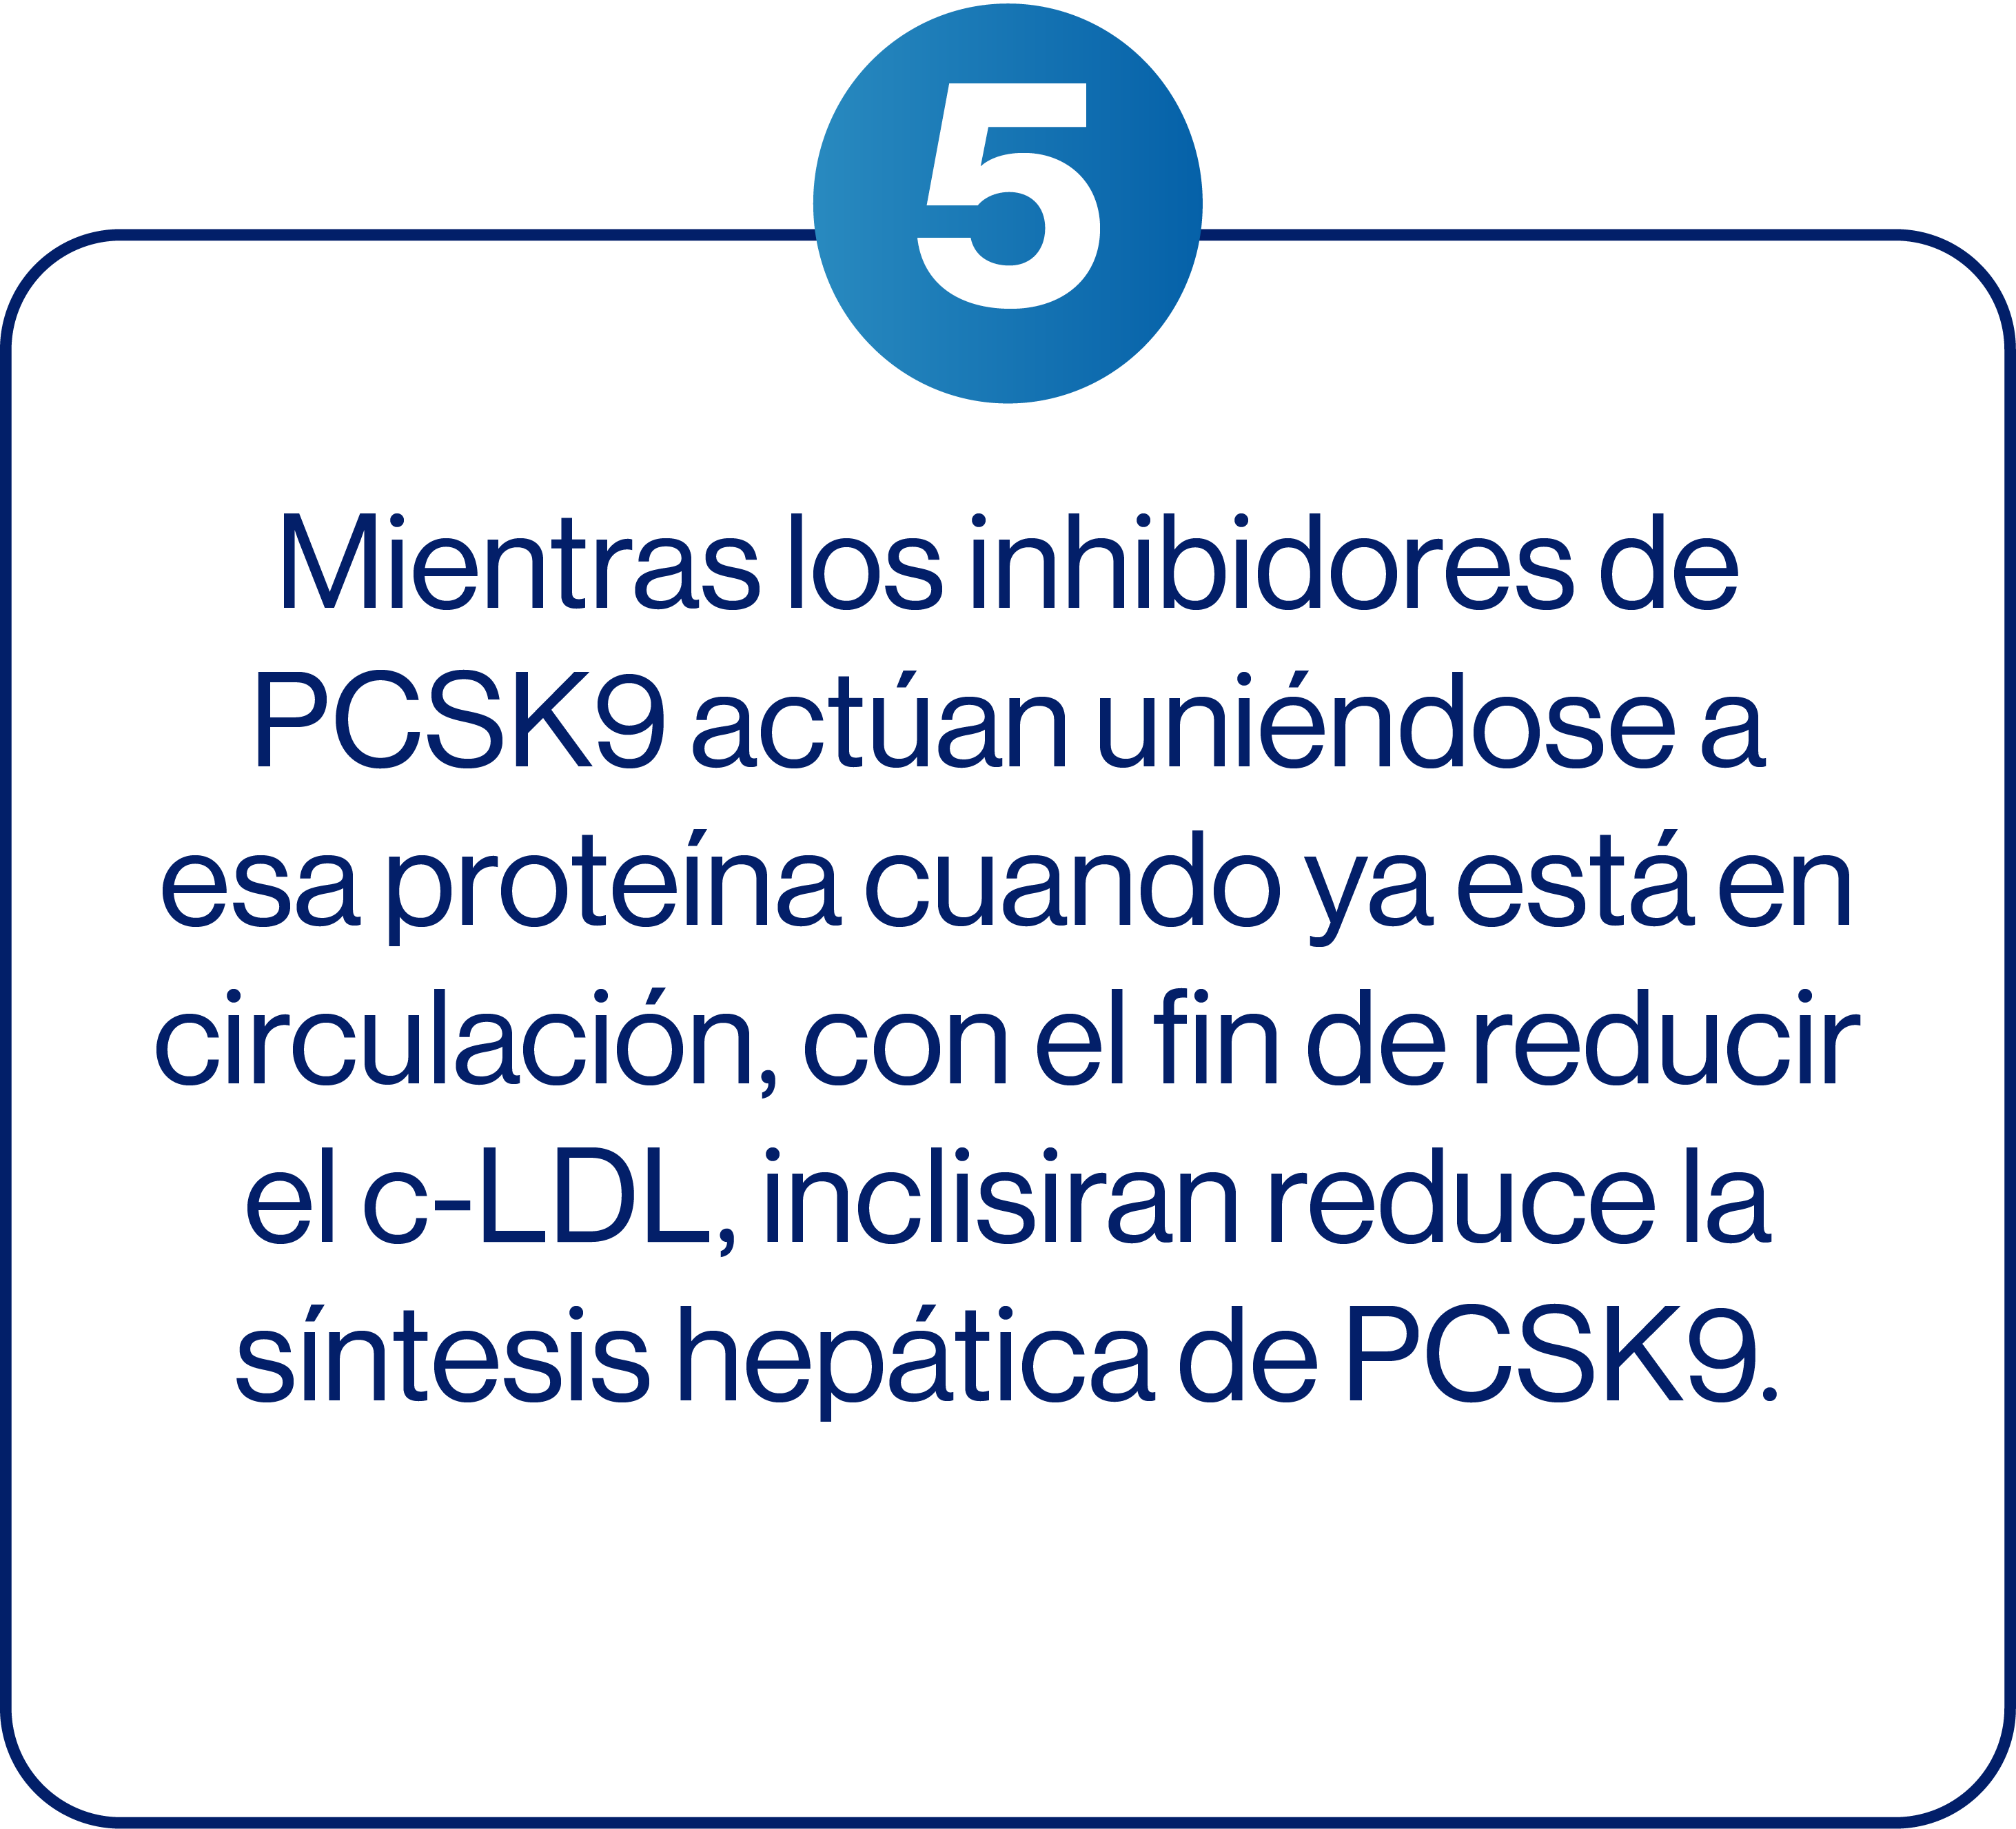 5
Mientras los inhibidores de
PCSK9 actúan uniéndose a
esa proteína cuando ya está en
circulación, con el fin de reducir
el c-LDL, inclisiran reduce la
síntesis hepática de PCSK9.